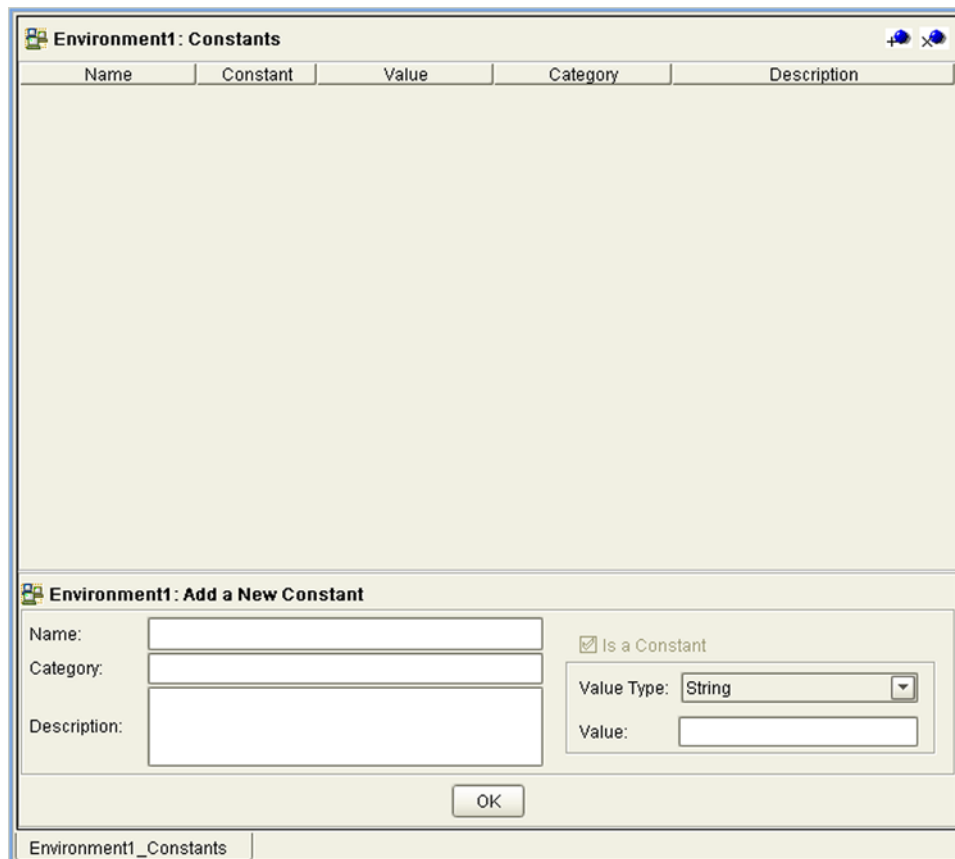 Environment1: Constants
Name Constant Value Category Description
Environment1: Add a New Constant
Name:
Is a Constant
Category:
Value Type: String
Description:
Value:
OK
Environment1_Constants